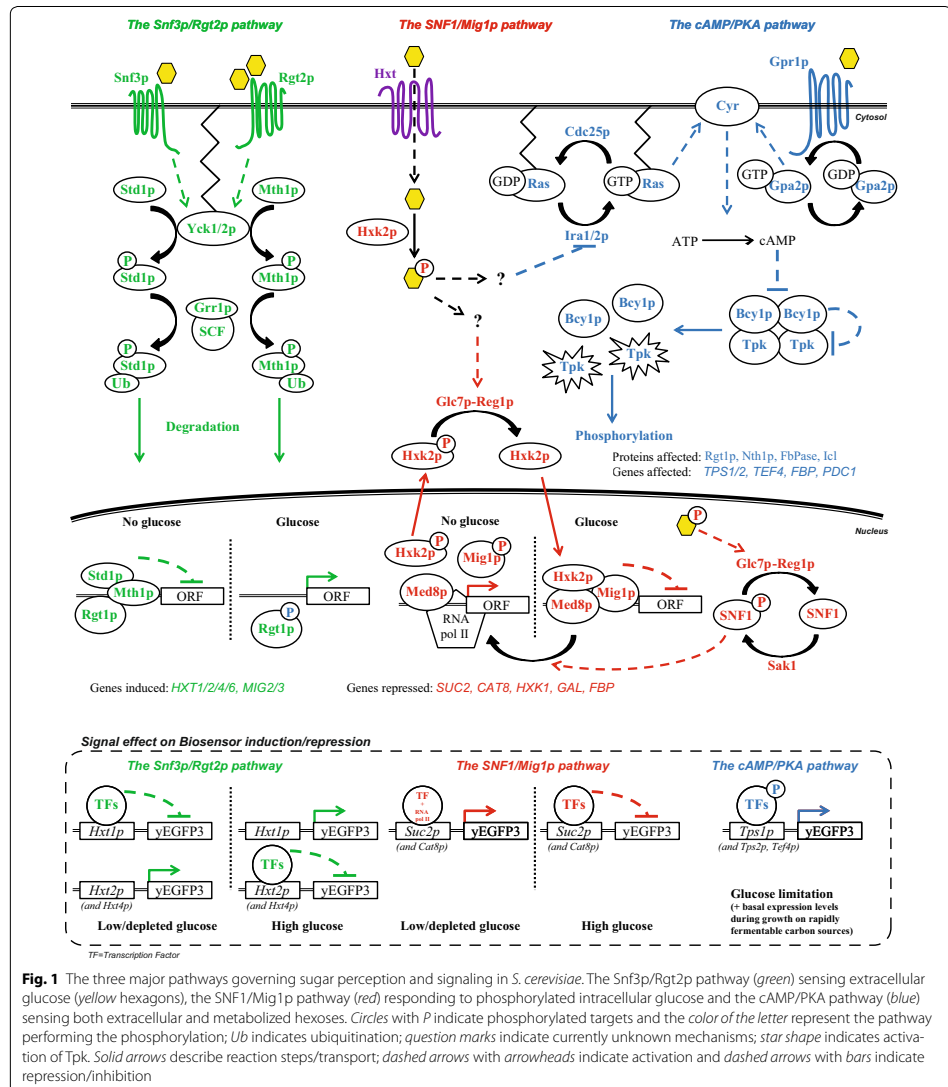 The Snf3p/Rgt2p pathway
The SNF1/Mig1p pathway
The cAMP/PKA pathway
Snf3p
Rgt2p
Hxt
Gpr1p
Cyr
Cytosol
Cdc25p
GDP
Ras
GTP
Ras
GTP
Gpa2p
GDP
Gpa2p
Std1p
Mth1p
Yck1/2p
Hxk2p
Ira1/2p
ATP
cAMP
P
Std1p
P
Mth1p
P
?
?
Grr1p
SCF
Bcy1p
Bcy1p
Bcy1p
Bcy1p
Tpk
Tpk
Tpk
Tpk
P
Std1p
Ub
P
Mth1p
Ub
Degradation
Glc7p-Reg1p
P
Hxk2p
Hxk2p
Phosphorylation
Proteins affected: Rgt1p, Nth1p, FbPase, Icl
Genes affected: TPS1/2, TEF4, FBP, PDC1
No glucose
Glucose
No glucose
Glucose
Nucleus
P
Hxk2p
P
Mig1p
P
Glc7p-Reg1p
Std1p
Mth1p
Rgt1p
ORF
ORF
P
Rgt1p
Med8p
ORF
RNA
pol II
Hxk2p
Mig1p
Med8p
ORF
P
SNF1
SNF1
Sak1
Genes induced: HXT1/2/4/6, MIG2/3
Genes repressed: SUC2, CAT8, HXK1, GAL, FBP
Signal effect on Biosensor induction/repression
The Snf3p/Rgt2p pathway
The SNF1/Mig1p pathway
The cAMP/PKA pathway
TFs
Hxt1p
yEGFP3
Hxt1p
yEGFP3
TF
+
RNA
pol II
Suc2p
yEGFP3
(and Cat8p)
TFs
Suc2p
yEGFP3
(and Cat8p)
P
TFs
Tps1p
yEGFP3
(and Tps2p, Tef4p)
Hxt2p
yEGFP3
(and Hxt4p)
TFs
Hxt2p
yEGFP3
(and Hxt4p)
Low/depleted glucose
High glucose
Low/depleted glucose
High glucose
Glucose limitation
(+ basal expression levels
during growth on rapidly
fermentable carbon sources)
TF=Transcription Factor
Fig. 1 The three major pathways governing sugar perception and signaling in S. cerevisiae. The Snf3p/Rgt2p pathway (green) sensing extracellular
glucose (yellow hexagons), the SNF1/Mig1p pathway (red) responding to phosphorylated intracellular glucose and the cAMP/PKA pathway (blue)
sensing both extracellular and metabolized hexoses. Circles with P indicate phosphorylated targets and the color of the letter represent the pathway
performing the phosphorylation; Ub indicates ubiquitination; question marks indicate currently unknown mechanisms; star shape indicates activa-
tion of Tpk. Solid arrows describe reaction steps/transport; dashed arrows with arrowheads indicate activation and dashed arrows with bars indicate
repression/inhibition